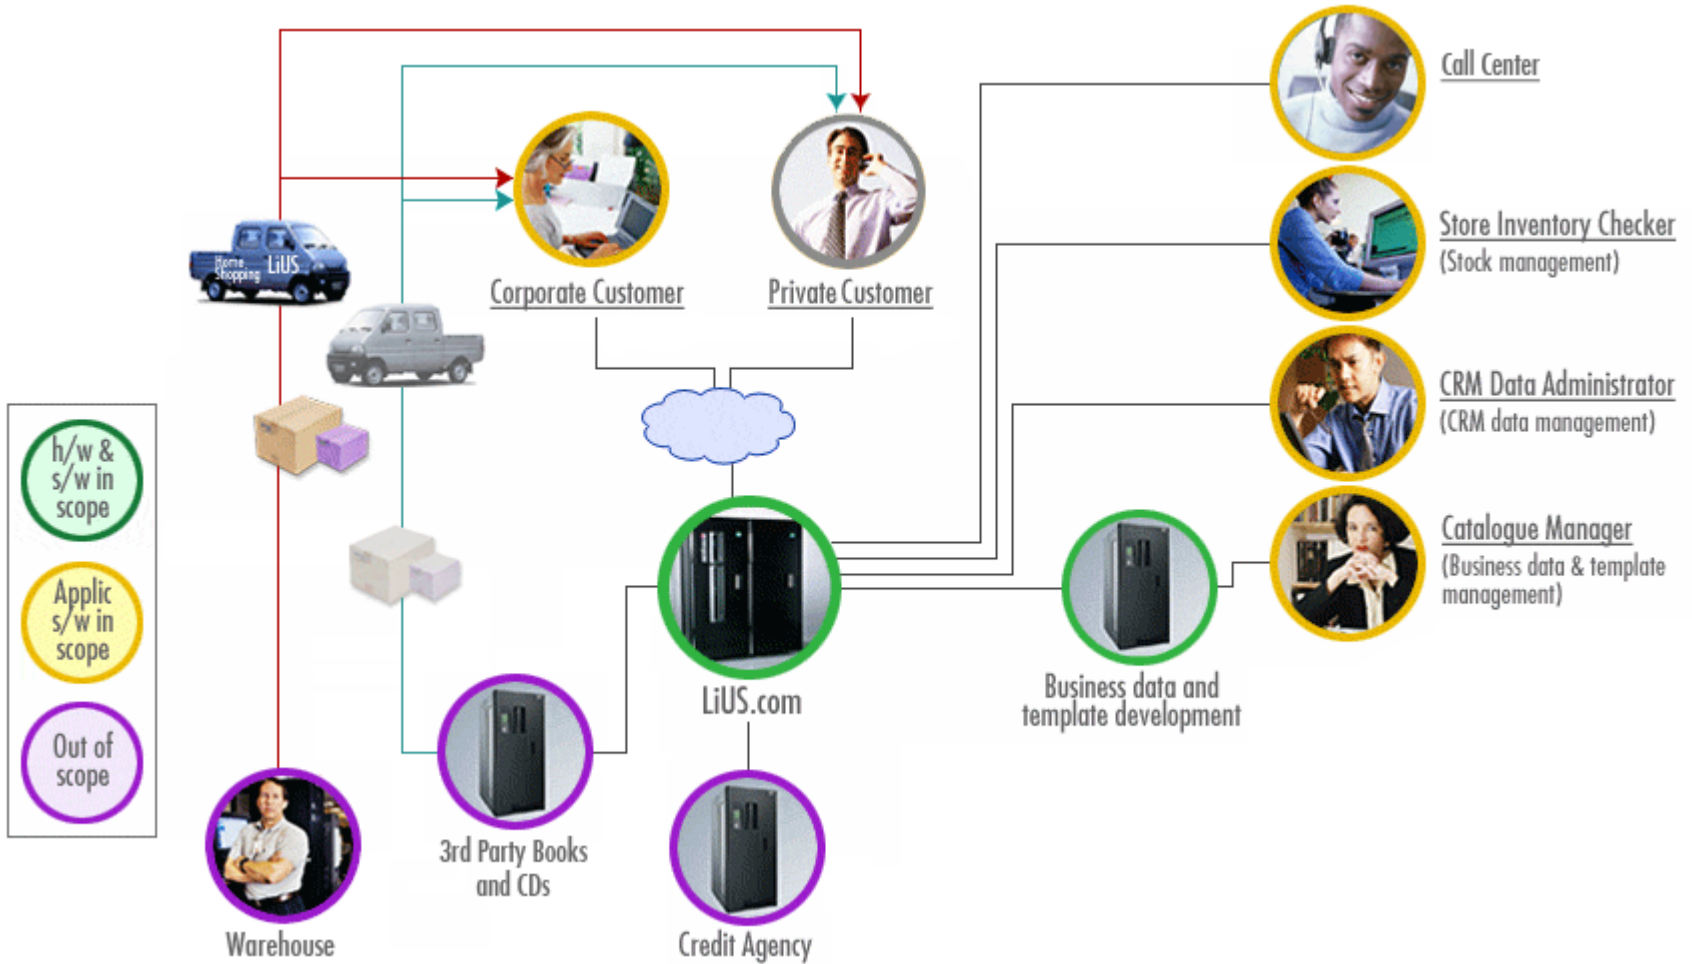 Call Center
Store Inventory Checker
(Stock management)
CRM Data Administrator
(CRM data management)
Catalogue Manager
(Business data & template
management)
Home
Shopping
LiUS
Corporate Customer
Private Customer
h/w &
s/w in
scope
Applic
s/w in
scope
Out of
scope
LiUS.com
Business data and
template development
3rd Party Books
and CDs
Warehouse
Credit Agency